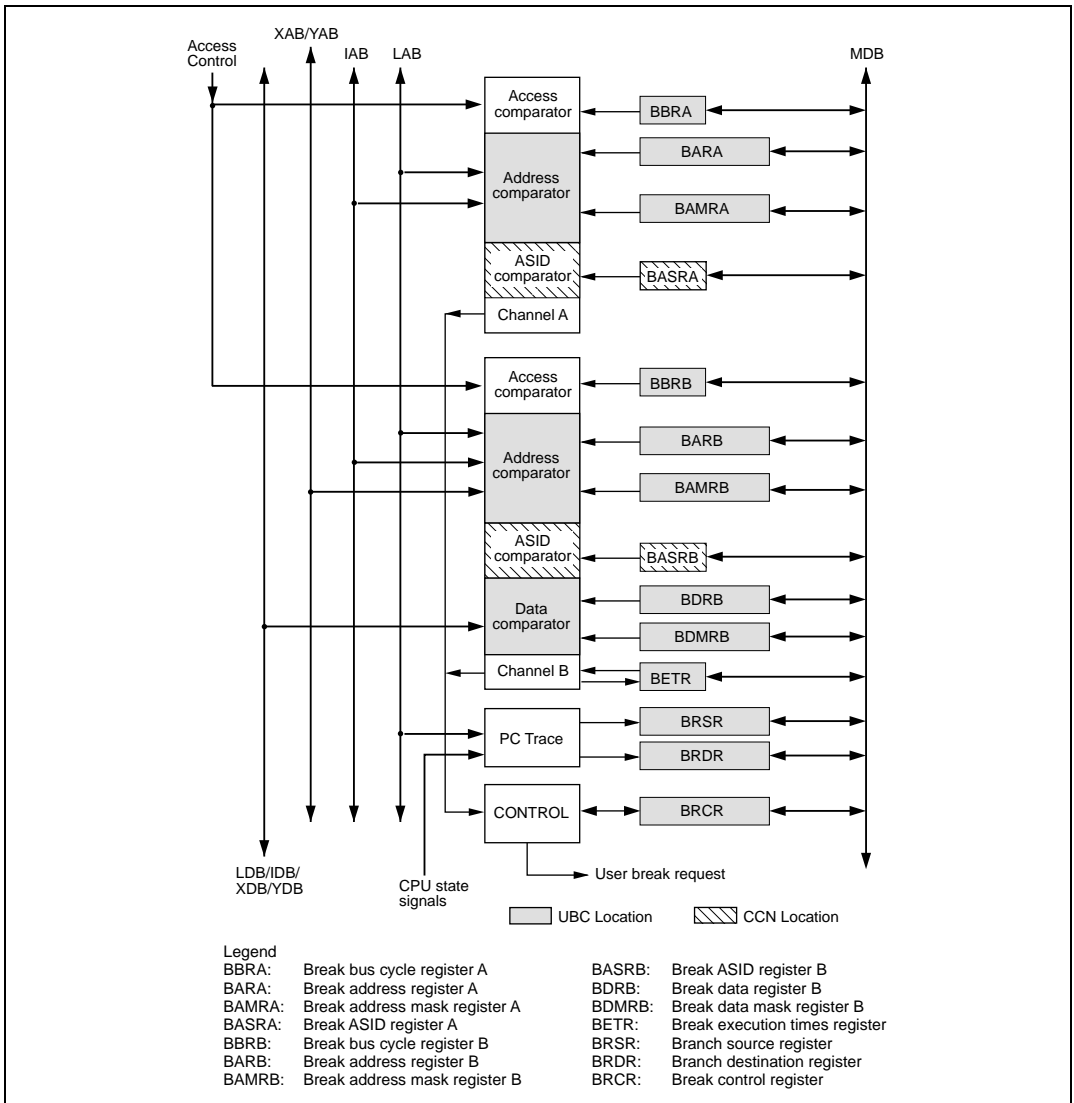 Access
Control
XAB/YAB
IAB
LAB
MDB
Access
comparator
BBRA
Address
comparator
BARA
BAMRA
ASID
comparator
BASRA
Channel A
Access
comparator
BBRB
Address
comparator
BARB
BAMRB
ASID
comparator
BASRB
Data
comparator
BDRB
BDMRB
Channel B
BETR
PC Trace
BRSR
BRDR
CONTROL
BRCR
LDB/IDB/
XDB/YDB
CPU state
signals
User break request
UBC Location
CCN Location
Legend
BBRA: Break bus cycle register A
BARA: Break address register A
BAMRA: Break address mask register A
BASRA: Break ASID register A
BBRB: Break bus cycle register B
BARB: Break address register B
BAMRB: Break address mask register B
BASRB: Break ASID register B
BDRB: Break data register B
BDMRB: Break data mask register B
BETR: Break execution times register
BRSR: Branch source register
BRDR: Branch destination register
BRCR: Break control register